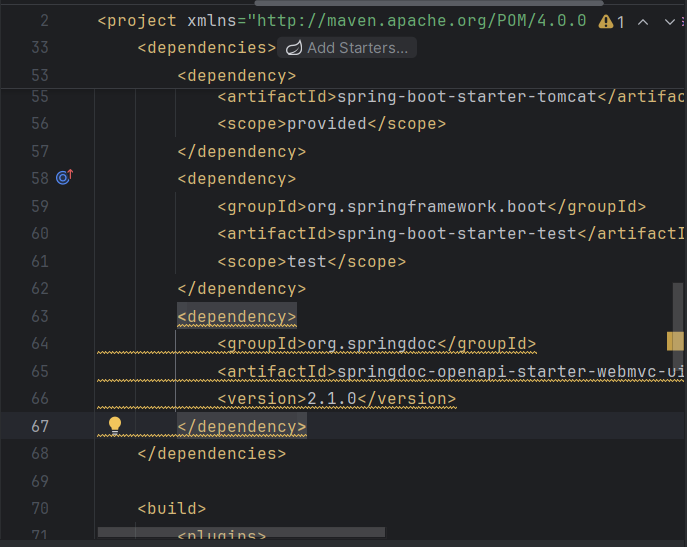 2 <project xmlns="http://maven.apache.org/POM/4.0.0 1
33 <dependencies> Add Starters...
53 <dependency>
55 <artifactId>spring-boot-starter-tomcat</artifac
56 <scope>provided</scope>
57 </dependency>
58 <dependency>
59 <groupId>org.springframework.boot</groupId>
60 <artifactId>spring-boot-starter-test</artifactI
61 <scope>test</scope>
62 </dependency>
63 <dependency>
64 <groupId>org.springdoc</groupId>
65 <artifactId>springdoc-openapi-starter-webmvc-ui
66 <version>2.1.0</version>
67 </dependency>
68 </dependencies>
69
70 <build>
71 <plugins>